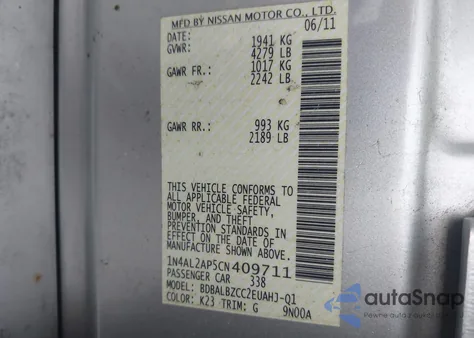 MFD BY NISSAN MOTOR CO., LTD.
DATE: 06/11
GVWR: 1941 KG
4279 LB
GAWR FR.: 1017 KG
2242 LB
GAWR RR.: 993 KG
2189 LB
THIS VEHICLE CONFORMS TO
ALL APPLICABLE FEDERAL
MOTOR VEHICLE SAFETY,
BUMPER, AND THEFT
PREVENTION STANDARDS IN
EFFECT ON THE DATE OF
MANUFACTURE SHOWN ABOVE.
1N4AL2AP5CN409711
PASSENGER CAR 338
MODEL: BDBALBZCC2EUAHJ-Q1
COLOR: K23 TRIM: G 9N00A
autoSnap
Pewne auto z